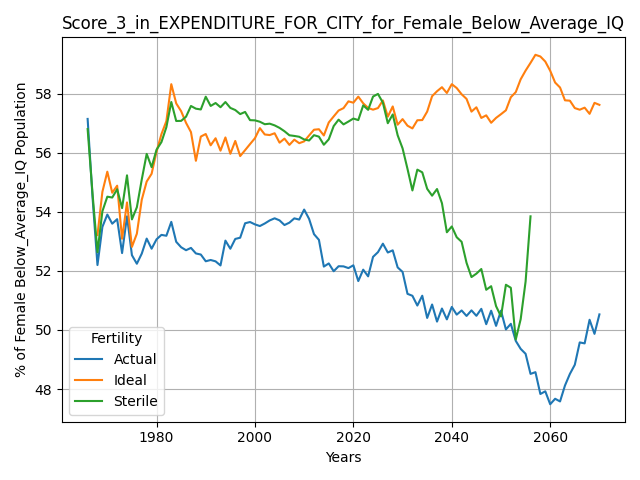 Score_3_in_EXPENDITURE_FOR_CITY_for_Female_Below_Average_IQ
% of Female Below_Average_IQ Population
58
56
54
52
50
48
Fertility
Actual
Ideal
Sterile
1980
2000
2020
2040
2060
Years